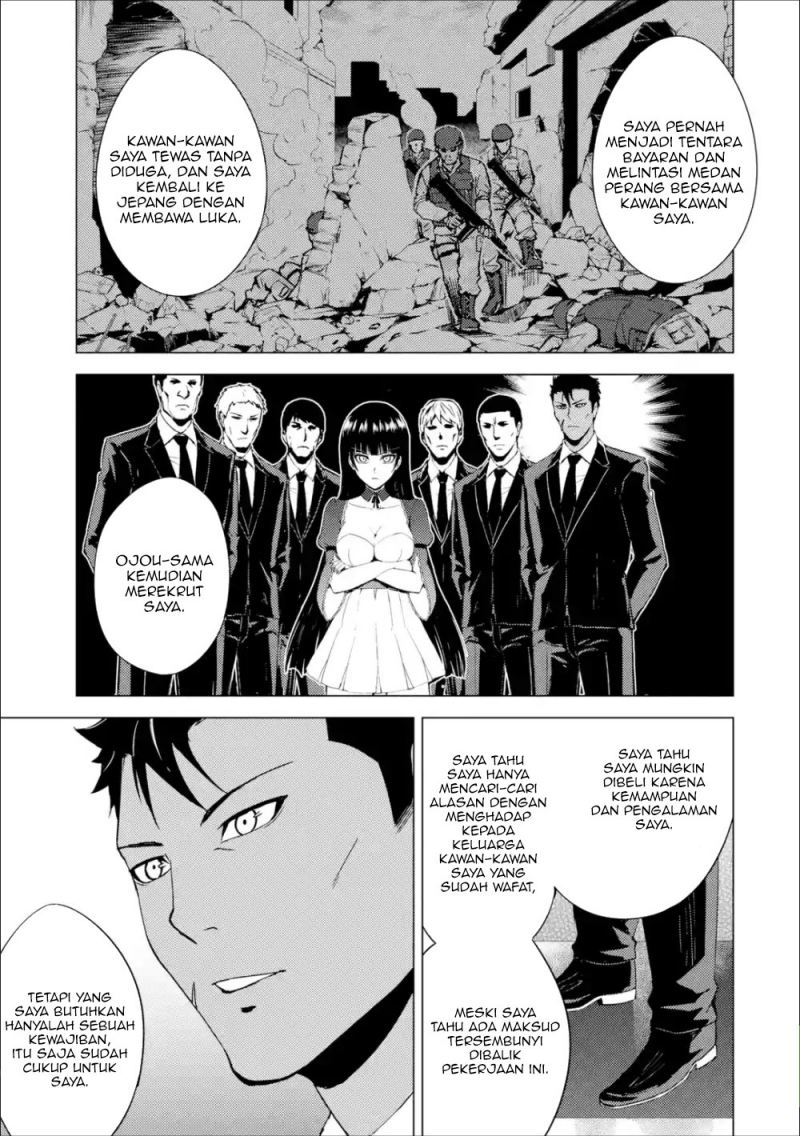 SAYA PERNAH
MENJADI TENTARA
BAYARAN DAN
MELINTASI MEDAN
PERANG BERSAMA
KAWAN-KAWAN
SAYA.
KAWAN-KAWAN
SAYA TEWAS TANPA
DIDUGA, DAN SAYA
KEMBALI KE
JEPANG DENGAN
MEMBAWA LUKA.
OJOU-SAMA
KEMUDIAN
MEREKRUT
SAYA.
SAYA TAHU
SAYA MUNGKIN
DIBELI KARENA
KEMAMPUAN
DAN PENGALAMAN
SAYA.
SAYA TAHU
SAYA HANYA
MENCARI-CARI
ALASAN DENGAN
MENGHADAP
KEPADA
KELUARGA
KAWAN-KAWAN
SAYA YANG
SUDAH WAFAT,
MESKI SAYA
TAHU ADA MAKSUD
TERSEMBUNYI
DIBALIK
PEKERJAAN INI.
TETAPI YANG
SAYA BUTUHKAN
HANYALAH SEBUAH
KEWAJIBAN,
ITU SAJA SUDAH
CUKUP UNTUK
SAYA.